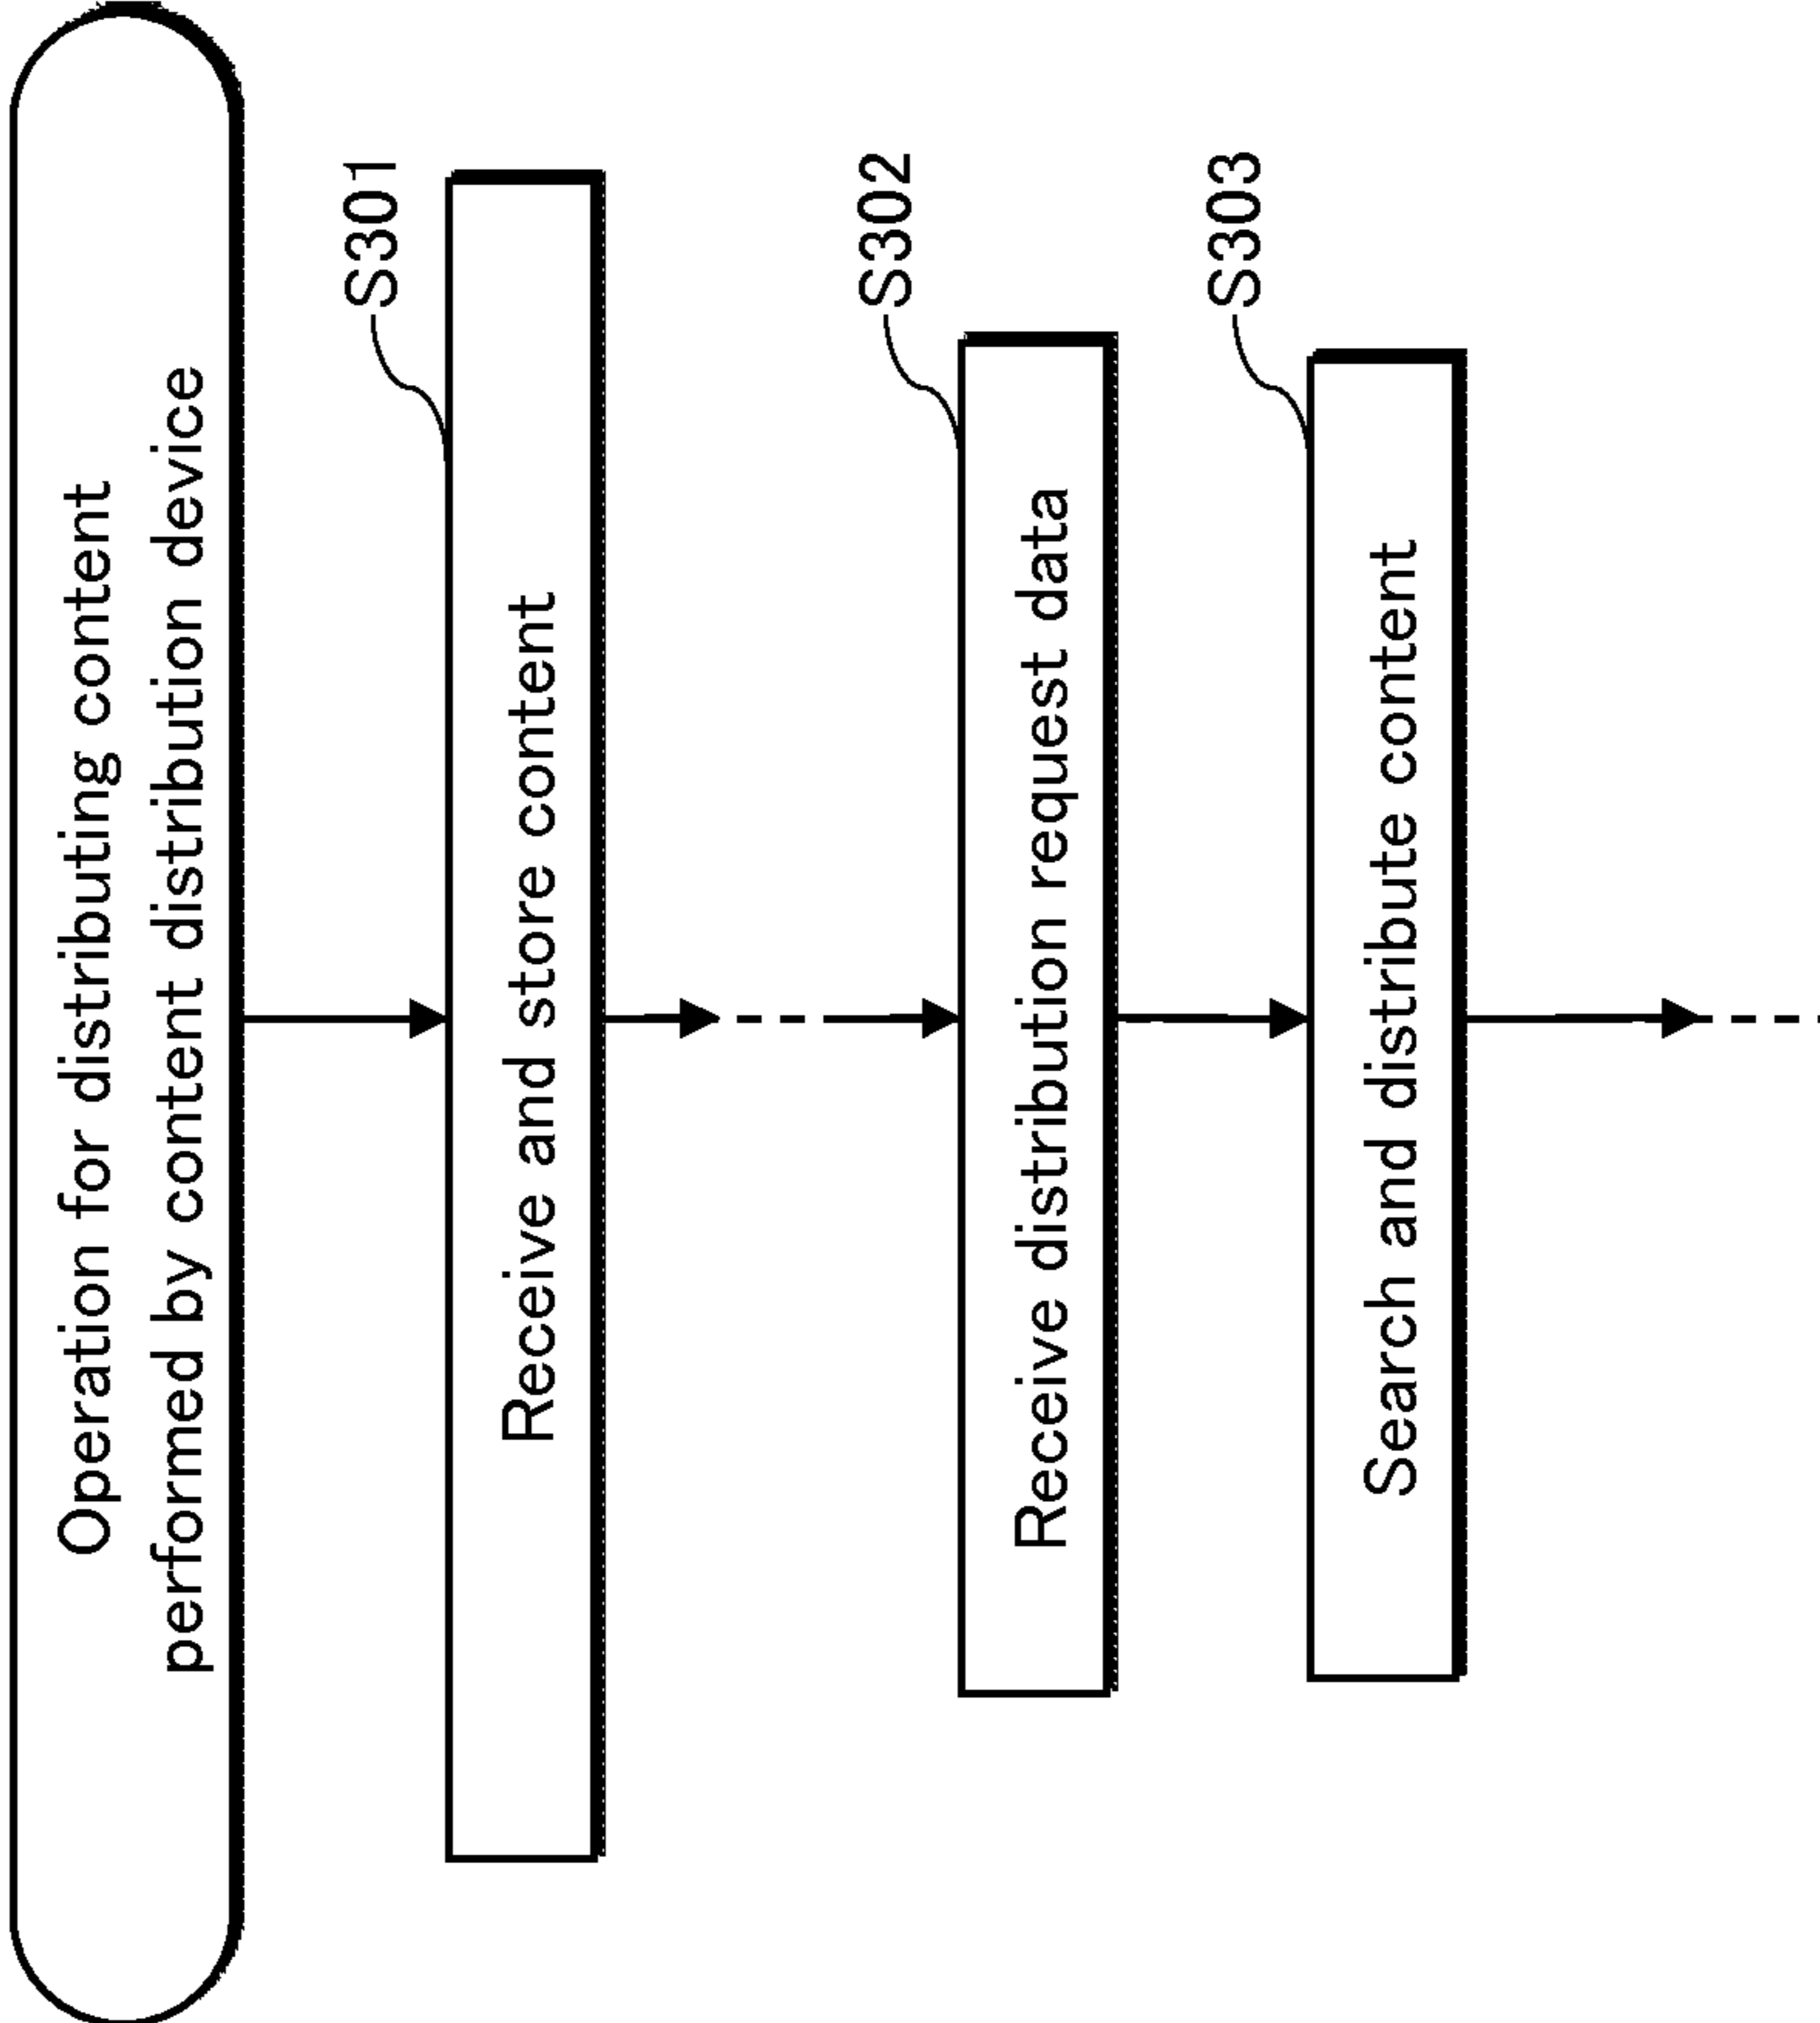 Operation for distributing content
performed by content distribution device
S301
Receive and store content
S302
Receive distribution request data
S303
Search and distribute content